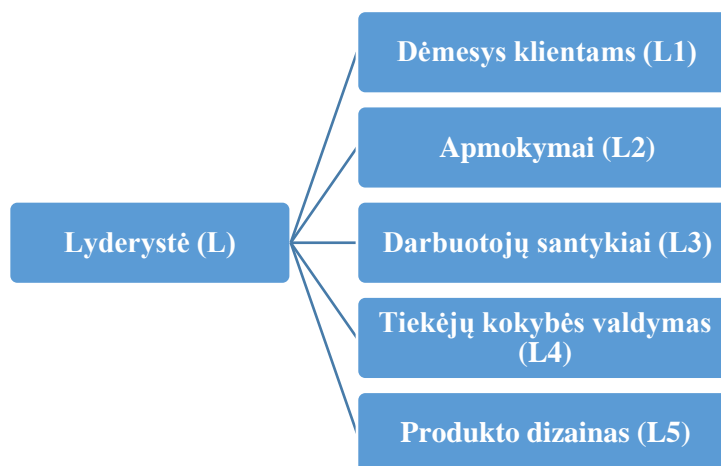 Dėmesys klientams (L1)
Apmokymai (L2)
Lyderystė (L)
Darbuotojų santykiai (L3)
Tiekėjų kokybės valdymas
(L4)
Produkto dizainas (L5)